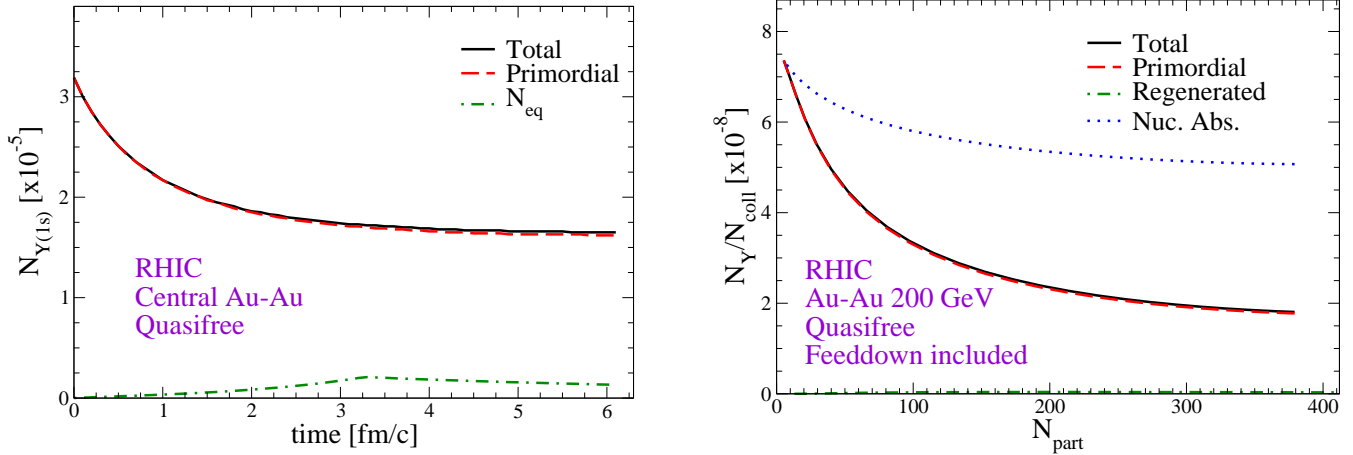 Total
Primordial
N_eq
N_Y(1s) [x10^-5]
3
2
1
0
RHIC
Central Au-Au
Quasifree
0 1 2 3 4 5 6
time [fm/c]
Total
Primordial
Regenerated
Nuc. Abs.
N_Y/N_coll [x10^-8]
8
6
4
2
0
RHIC
Au-Au 200 GeV
Quasifree
Feeddown included
0 100 200 300 400
N_part